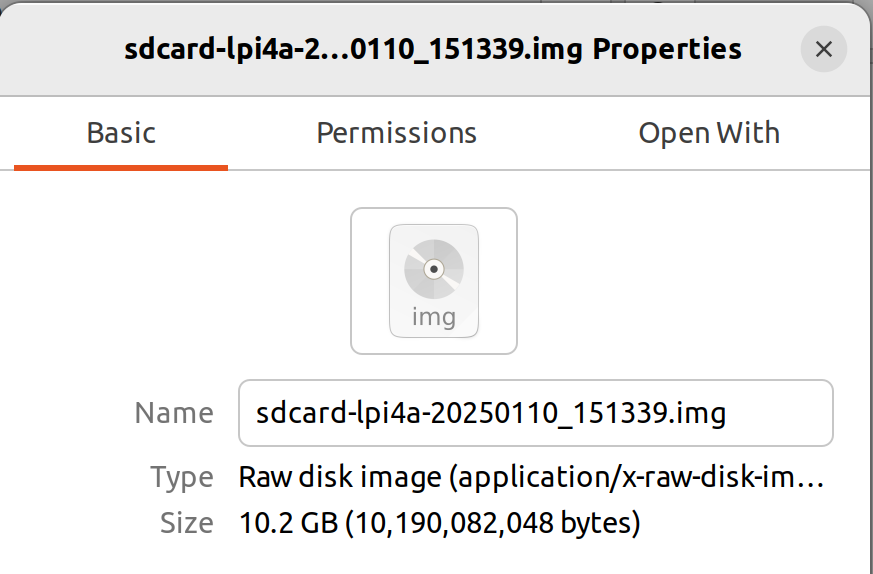 sdcard-lpi4a-2…0110_151339.img Properties
Basic
Permissions
Open With
img
Name sdcard-lpi4a-20250110_151339.img
Type Raw disk image (application/x-raw-disk-im…
Size 10.2 GB (10,190,082,048 bytes)